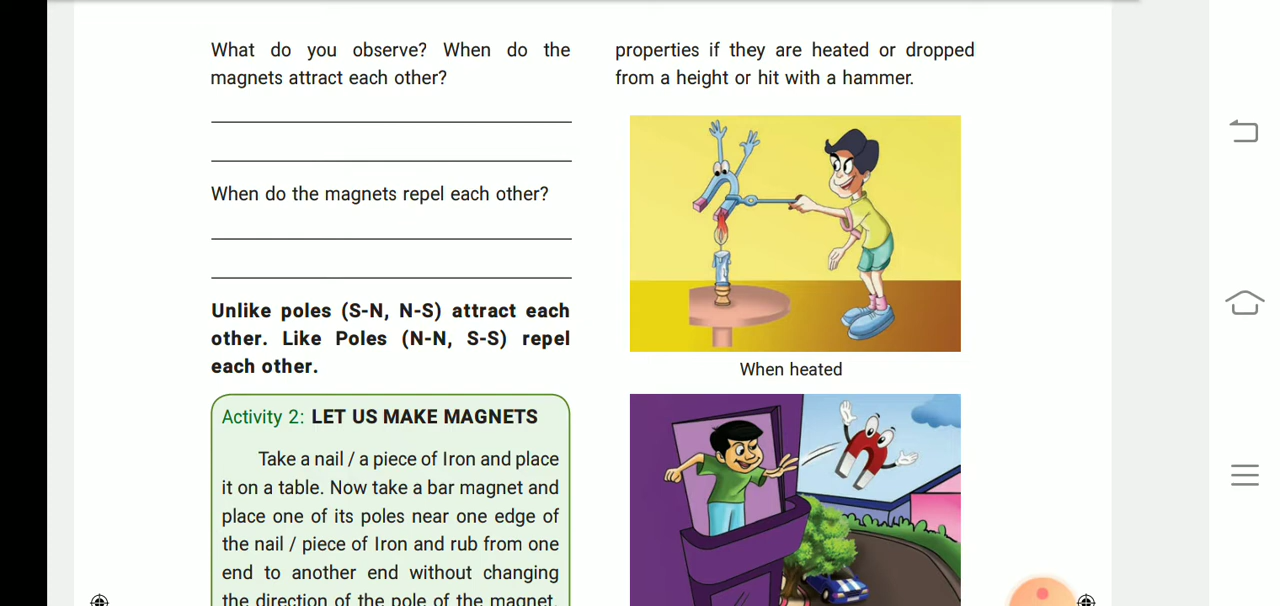 What do you observe? When do the
magnets attract each other?
When do the magnets repel each other?
Unlike poles (S-N, N-S) attract each
other. Like Poles (N-N, S-S) repel
each other.
Activity 2: LET US MAKE MAGNETS
Take a nail / a piece of Iron and place
it on a table. Now take a bar magnet and
place one of its poles near one edge of
the nail / piece of Iron and rub from one
end to another end without changing
the direction of the pole of the magnet.
properties if they are heated or dropped
from a height or hit with a hammer.
When heated